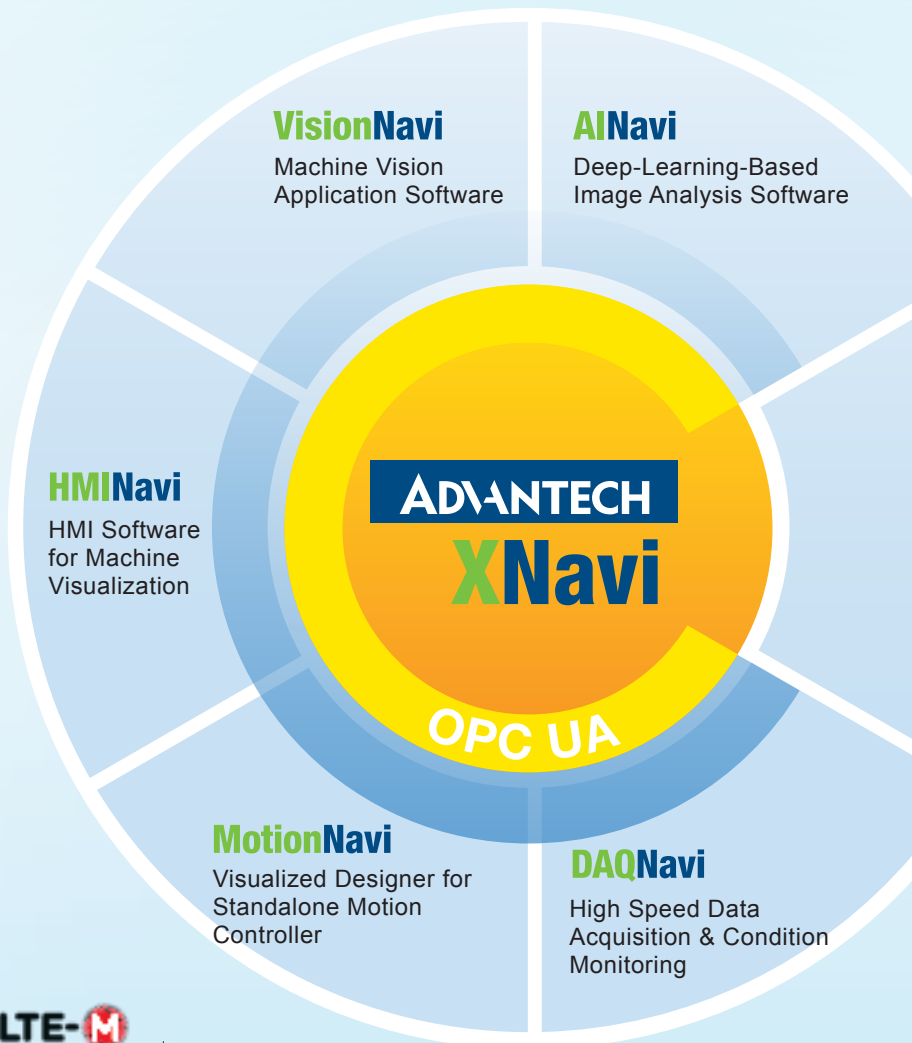 VisionNavi
Machine Vision
Application Software
AINavi
Deep-Learning-Based
Image Analysis Software
HMINavi
HMI Software
for Machine
Visualization
ADVANTECH
XNavi
OPC UA
MotionNavi
Visualized Designer for
Standalone Motion
Controller
DAQNavi
High Speed Data
Acquisition & Condition
Monitoring
LTE-M